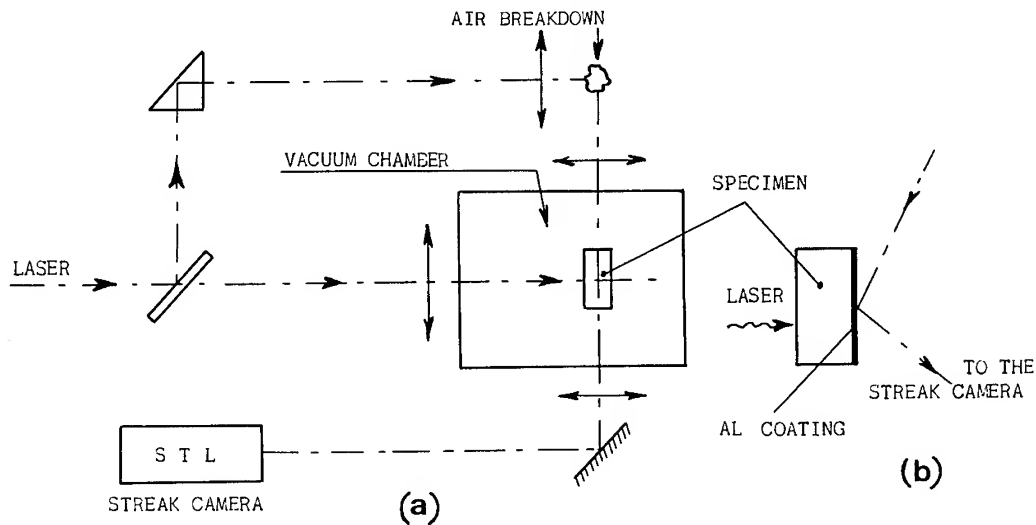 AIR BREAKDOWN
VACUUM CHAMBER
SPECIMEN
LASER
LASER
TO THE
STREAK CAMERA
AL COATING
S T L
STREAK CAMERA
(a)
(b)